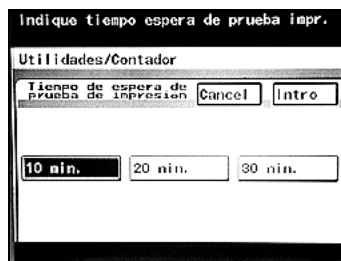 Indique tiempo espera de prueba impr.
Utilidades/Contador
Tiempo de espera de
prueba de impresión
Cancel
Intro
10 min.
20 min.
30 min.